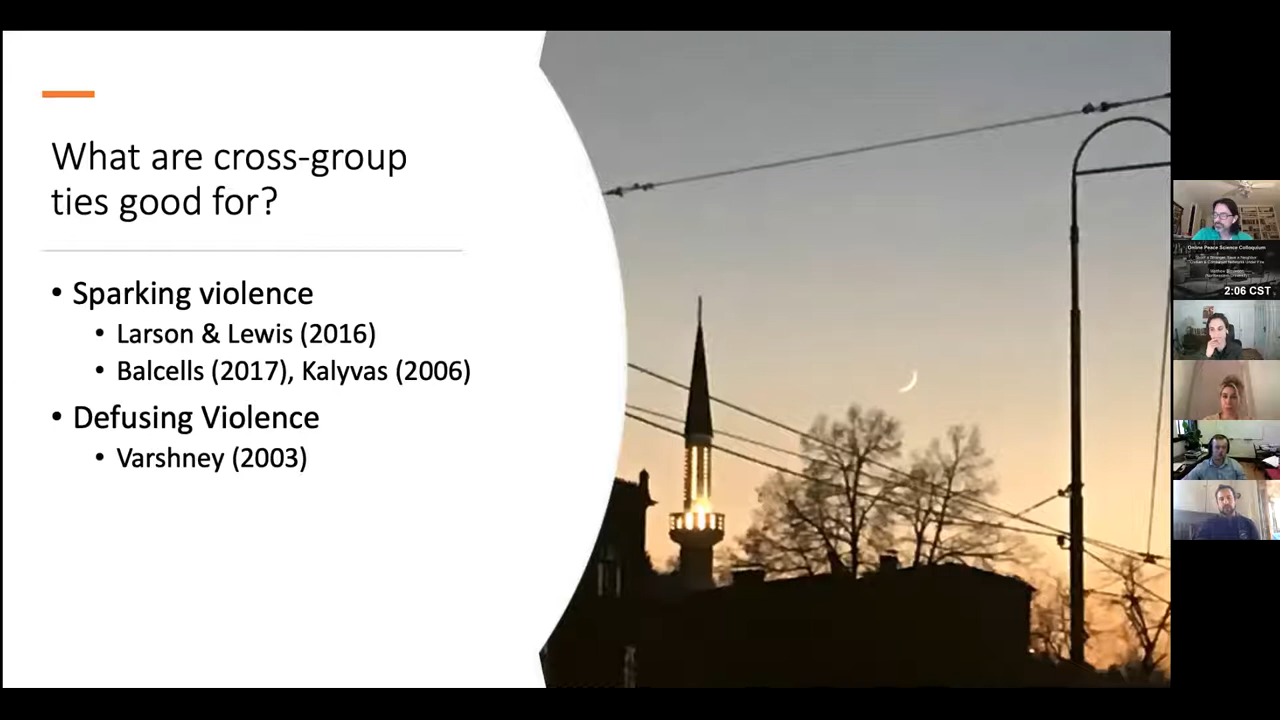 What are cross-group
ties good for?
• Sparking violence
• Larson & Lewis (2016)
• Balcells (2017), Kalyvas (2006)
• Defusing Violence
• Varshney (2003)
Online Peace Science Colloquium
2:06 CST